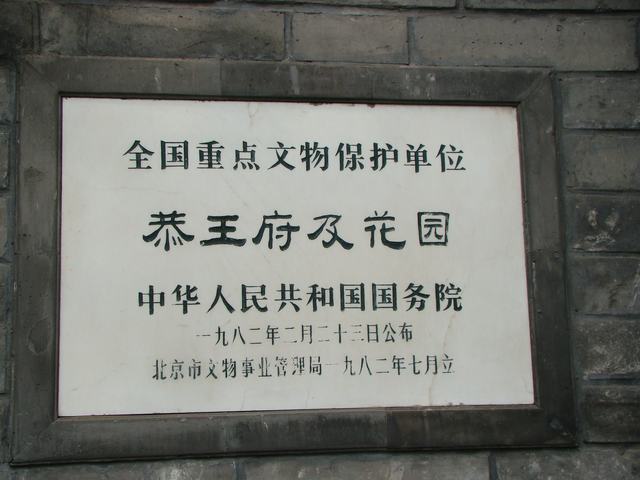 全国重点文物保护单位
恭王府及花园
中华人民共和国国务院
一九八二年二月二十三日公布
北京市文物事业管理局一九八二年七月立